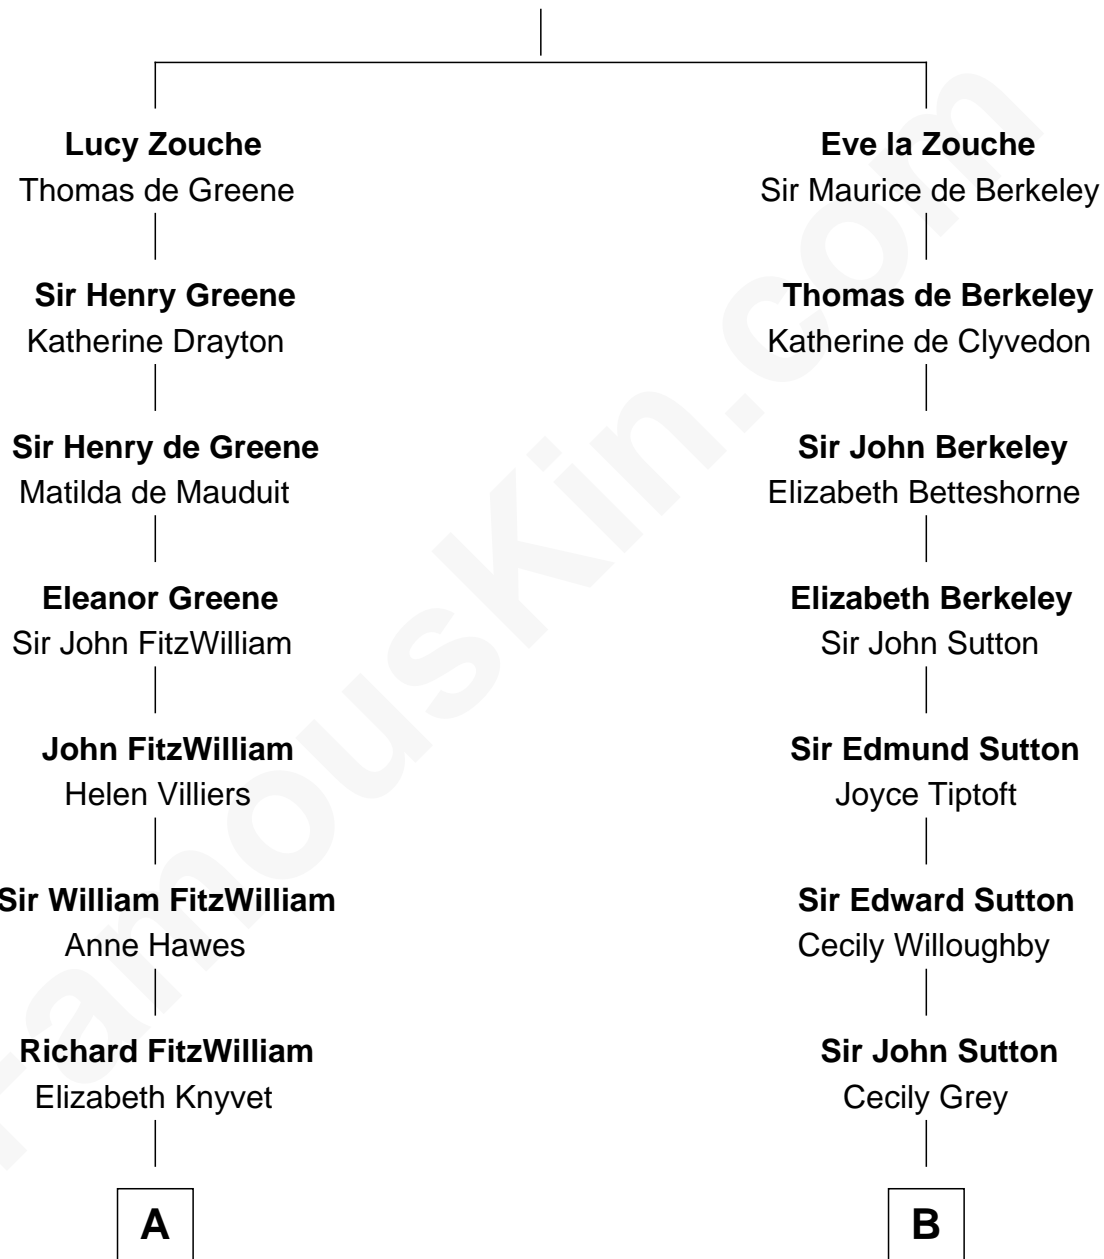 Lucy Zouche
Thomas de Greene
Sir Henry Greene
Katherine Drayton
Sir Henry de Greene
Matilda de Mauduit
Eleanor Greene
Sir John FitzWilliam
John FitzWilliam
Helen Villiers
Sir William FitzWilliam
Anne Hawes
Richard FitzWilliam
Elizabeth Knyvet
A
Eve la Zouche
Sir Maurice de Berkeley
Thomas de Berkeley
Katherine de Clyvedon
Sir John Berkeley
Elizabeth Betteshorne
Elizabeth Berkeley
Sir John Sutton
Sir Edmund Sutton
Joyce Tiptoft
Sir Edward Sutton
Cecily Willoughby
Sir John Sutton
Cecily Grey
B
FamousKin.com